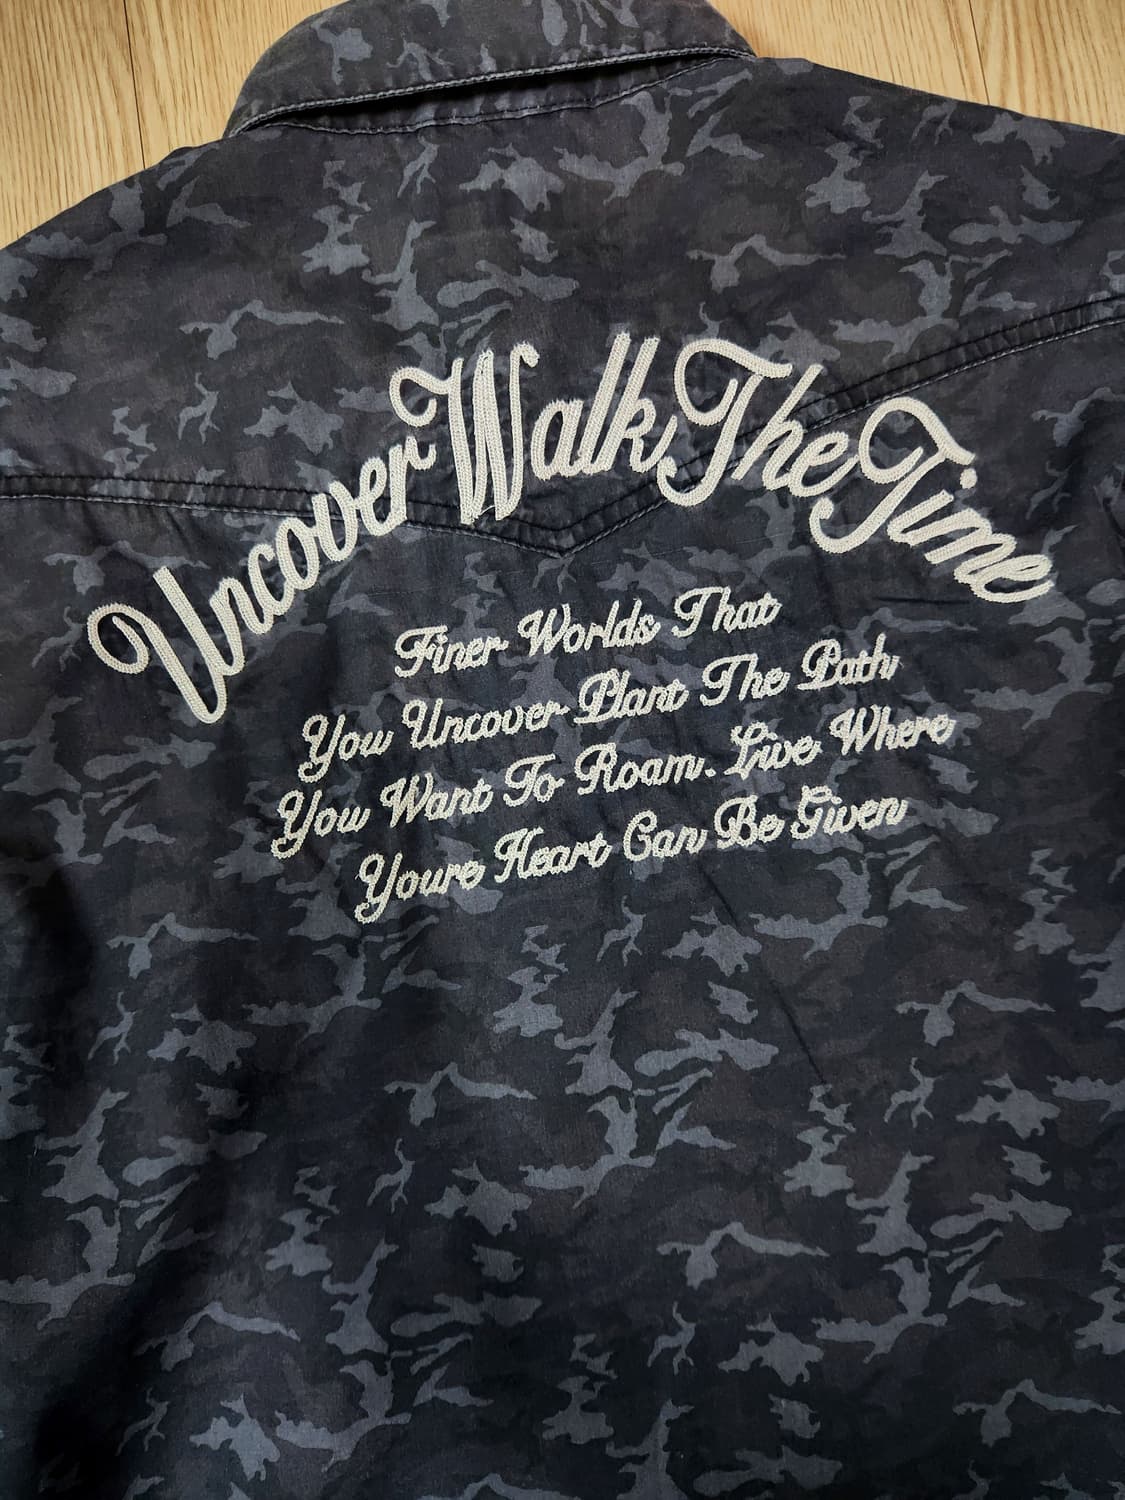 Uncover Walk The Time
Finer Worlds That
You Uncover Plant The Path
You Want To Roam. Live Where
Youre Heart Can Be Given